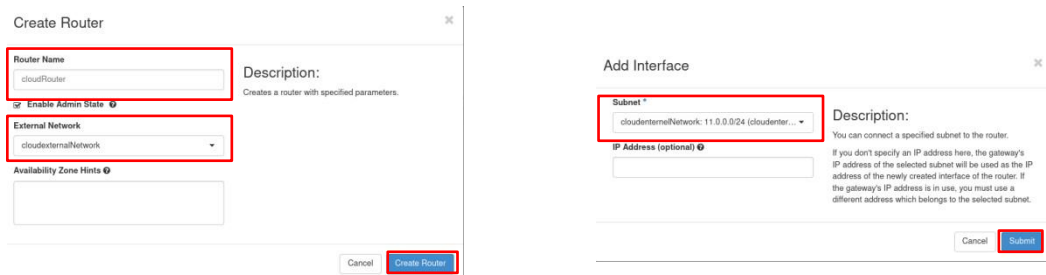 Create Router
×
Router Name
cloudRouter
Enable Admin State
External Network
cloudexternalNetwork
Availability Zone Hints
Description:
Creates a router with specified parameters.
Cancel
Create Router
Add Interface
×
Subnet *
cloudenternelNetwork: 11.0.0.0/24 (cloudenter...
IP Address (optional)
Description:
You can connect a specified subnet to the router.
If you don't specify an IP address here, the gateway's
IP address of the selected subnet will be used as the IP
address of the newly created interface of the router. If
the gateway's IP address is in use, you must use a
different address which belongs to the selected subnet.
Cancel
Submit